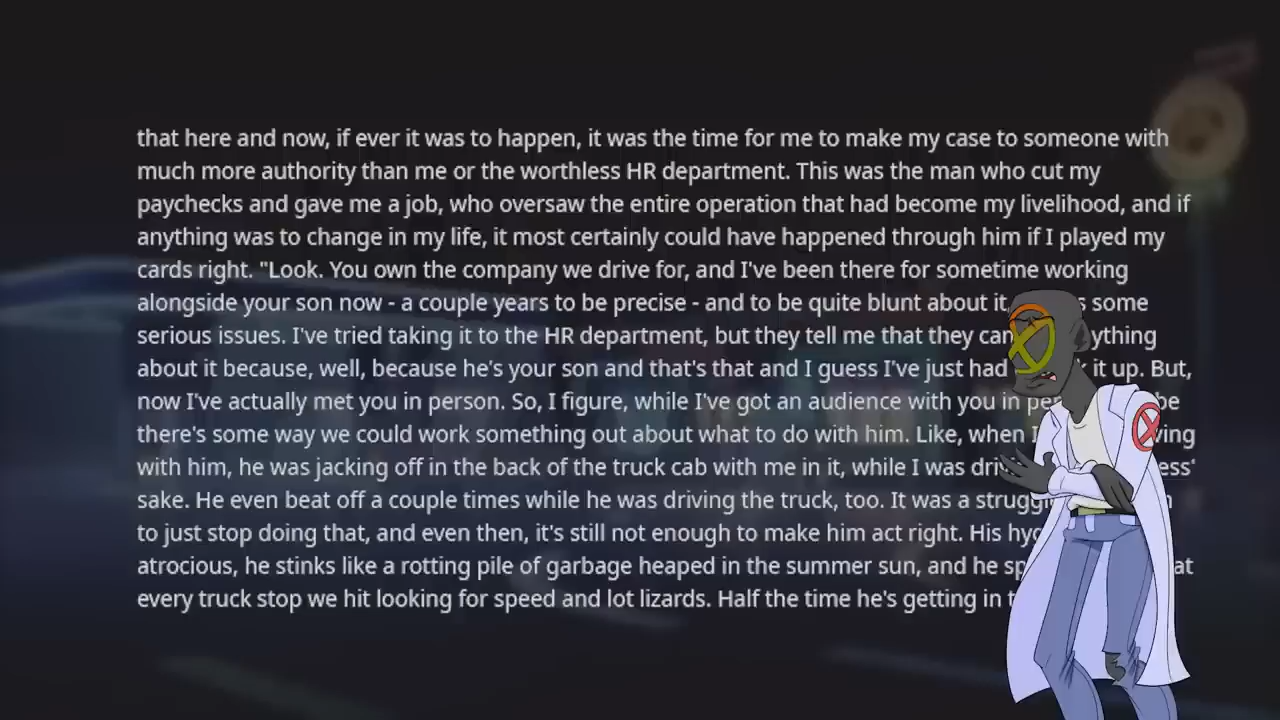 that here and now, if ever it was to happen, it was the time for me to make my case to someone with
much more authority than me or the worthless HR department. This was the man who cut my
paychecks and gave me a job, who oversaw the entire operation that had become my livelihood, and if
anything was to change in my life, it most certainly could have happened through him if I played my
cards right. "Look. You own the company we drive for, and I've been there for sometime working
alongside your son now - a couple years to be precise - and to be quite blunt about it, some
serious issues. I've tried taking it to the HR department, but they tell me that they
about it because, well, because he's your son and that's that and I guess I've just had it up. But,
now I've actually met you in person. So, I figure, while I've got an audience with you in
there's some way we could work something out about what to do with him. Like, when
with him, he was jacking off in the back of the truck cab with me in it, while I was
sake. He even beat off a couple times while he was driving the truck, too. It was a
to just stop doing that, and even then, it's still not enough to make him act right. His
atrocious, he stinks like a rotting pile of garbage heaped in the summer sun, and he
every truck stop we hit looking for speed and lot lizards. Half the time he's getting in